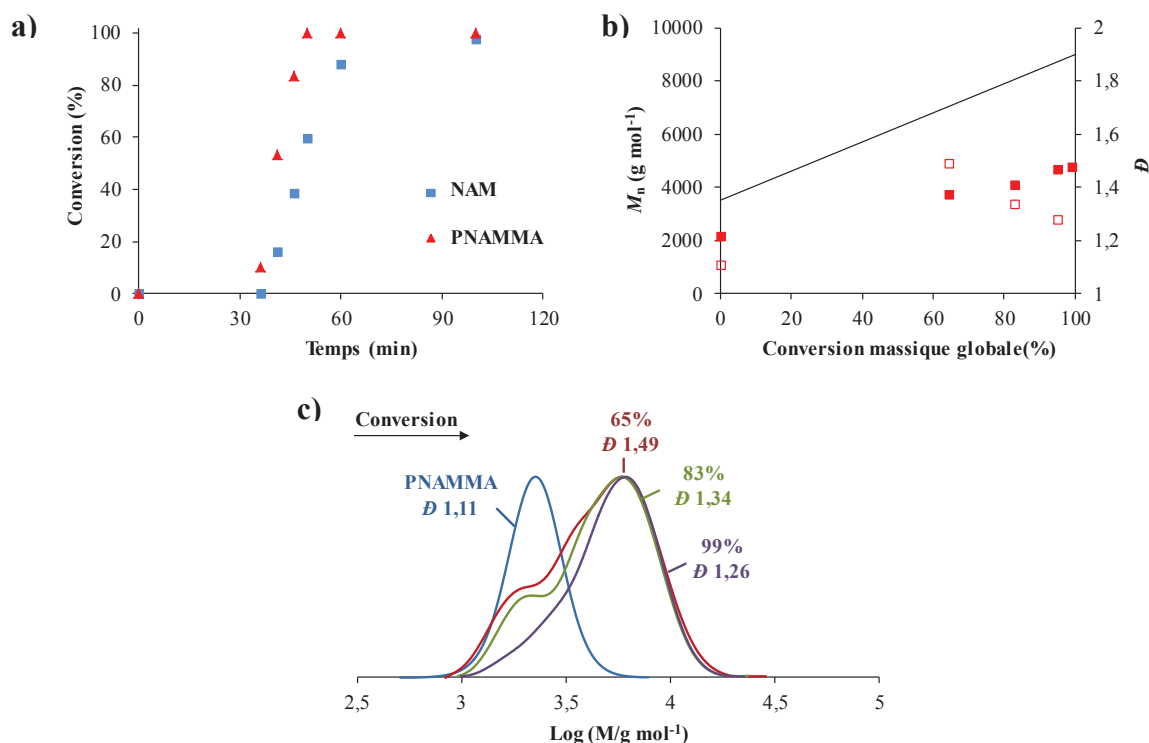 a)
100
80
60
40
20
0
Conversion (%)
NAM
PNAMMA
0 30 60 90 120
Temps (min)
b)
10000
8000
6000
4000
2000
0
Mn (g mol-1)
2
1,8
1,6
1,4
1,2
1
Đ
0 20 40 60 80 100
Conversion massique globale(%)
c)
Conversion
65%
Đ 1,49
PNAMMA
Đ 1,11
83%
Đ 1,34
99%
Đ 1,26
2,5 3 3,5 4 4,5 5
Log (M/g mol-1)